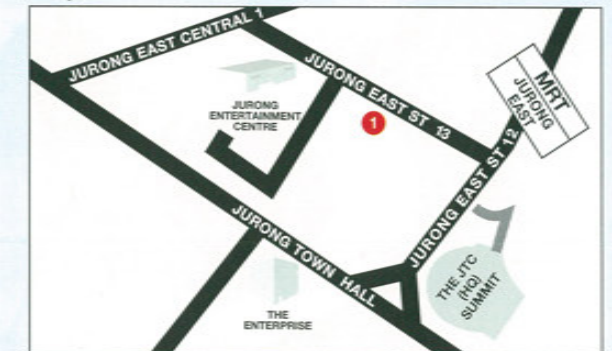 JURONG EAST CENTRAL 1
JURONG EAST ST 13
MRT
JURONG
EAST
JURONG
ENTERTAINMENT
CENTRE
1
JURONG EAST ST 12
JURONG TOWN HALL
THE JTC
(HQ)
SUMMIT
THE
ENTERPRISE